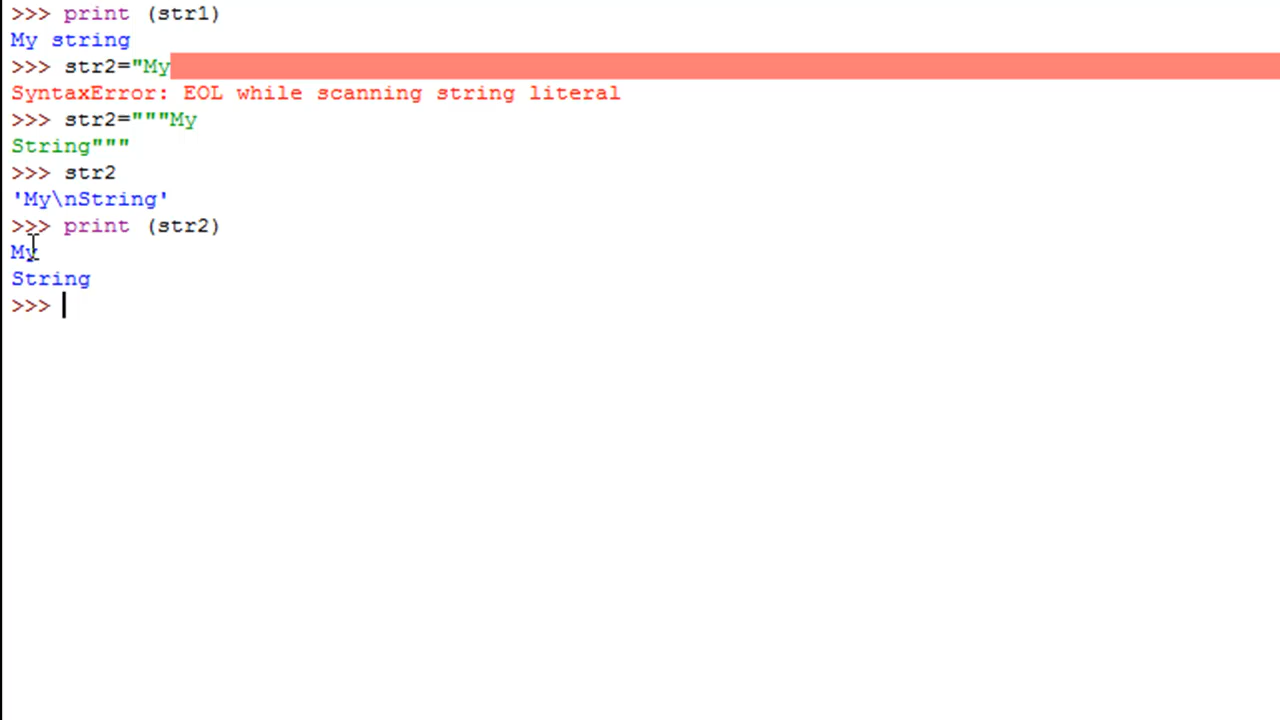 >>> print (str1)
My string
>>> str2="My
SyntaxError: EOL while scanning string literal
>>> str2="""My
String"""
>>> str2
'My\nString'
>>> print (str2)
My
String
>>>